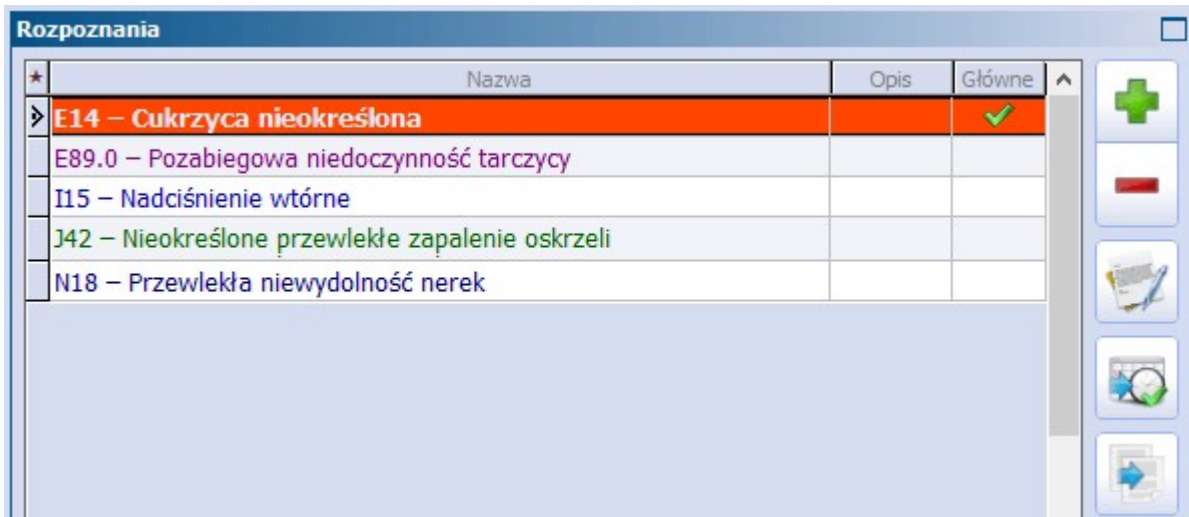 Rozpoznania
Nazwa Opis Główne
E14 – Cukrzyca nieokreślona
E89.0 – Pozabiegowa niedoczynność tarczycy
I15 – Nadciśnienie wtórne
J42 – Nieokreślone przewlekłe zapalenie oskrzeli
N18 – Przewlekła niewydolność nerek